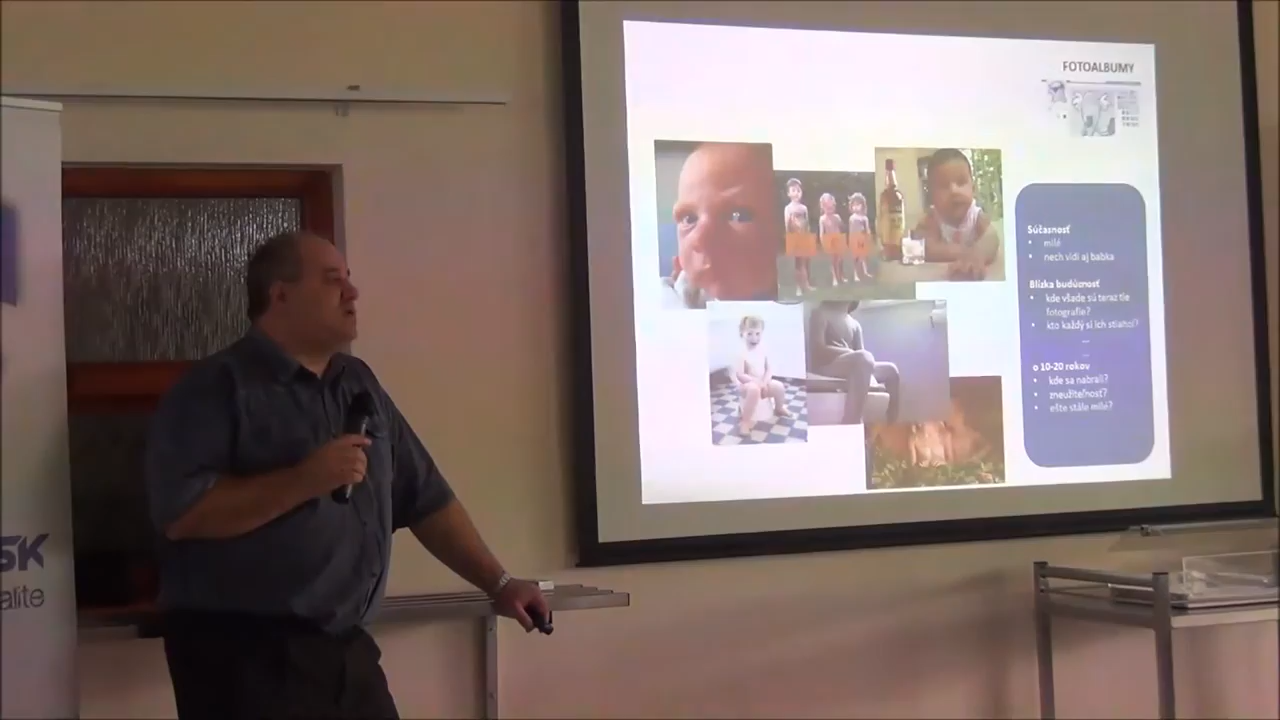 FOTOALBUMY
Súčasnosť
• milé
• nech vidí aj babka
Blízka budúcnosť
• kde všade sú teraz tie
fotografie?
• kto každý si ich stiahol?
...
...
o 10-20 rokov
• kde sa nabrali?
• zneužiteľnosť?
• ešte stále milé?
SK
alite